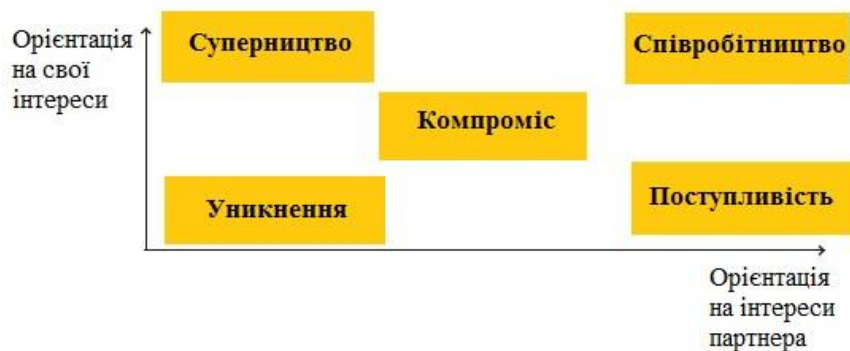 Орієнтація
на свої
інтереси
Суперництво
Співробітництво
Компроміс
Уникнення
Поступливість
Орієнтація
на інтереси
партнера